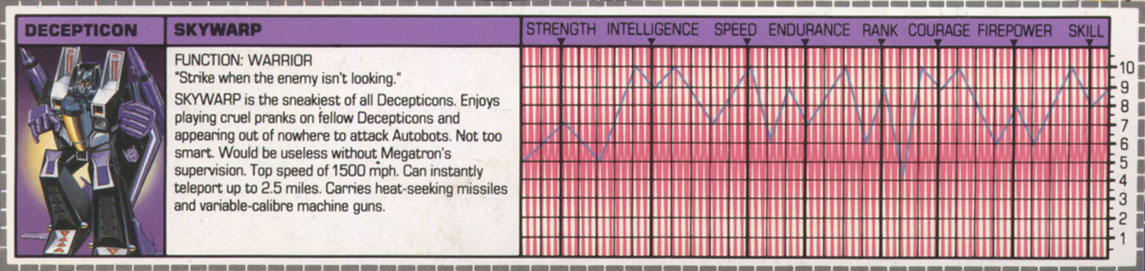 DECEPTICON
SKYWARP
FUNCTION: WARRIOR
"Strike when the enemy isn't looking."
SKYWARP is the sneakiest of all Decepticons. Enjoys
playing cruel pranks on fellow Decepticons and
appearing out of nowhere to attack Autobots. Not too
smart. Would be useless without Megatron's
supervision. Top speed of 1500 mph. Can instantly
teleport up to 2.5 miles. Carries heat-seeking missiles
and variable-calibre machine guns.
STRENGTH INTELLIGENCE SPEED ENDURANCE RANK COURAGE FIREPOWER SKILL
10
9
8
7
6
5
4
3
2
1